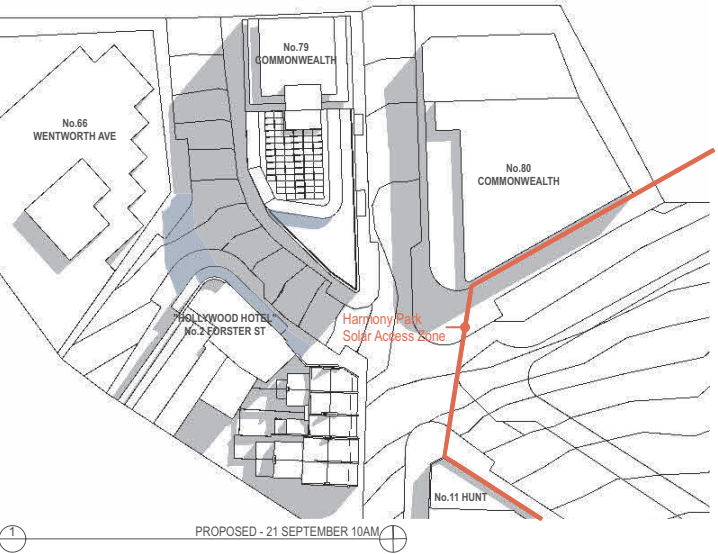 No.79
COMMONWEALTH
No.66
WENTWORTH AVE
No.80
COMMONWEALTH
"HOLLYWOOD HOTEL"
No.2 FORSTER ST
Harmony Park
Solar Access Zone
No.11 HUNT
1
PROPOSED - 21 SEPTEMBER 10AM